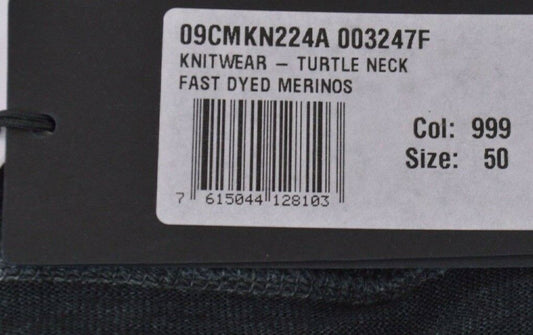 09CMKN224A 003247F
KNITWEAR – TURTLE NECK
FAST DYED MERINOS
Col: 999
Size: 50
7 615044 128103